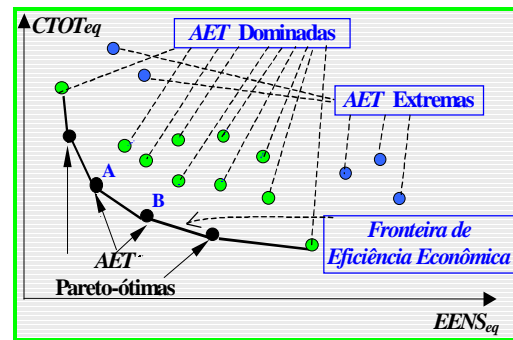 CTOTeq
AET Dominadas
AET Extremas
A
B
Fronteira de
Eficiência Econômica
AET
Pareto-ótimas
EENSeq